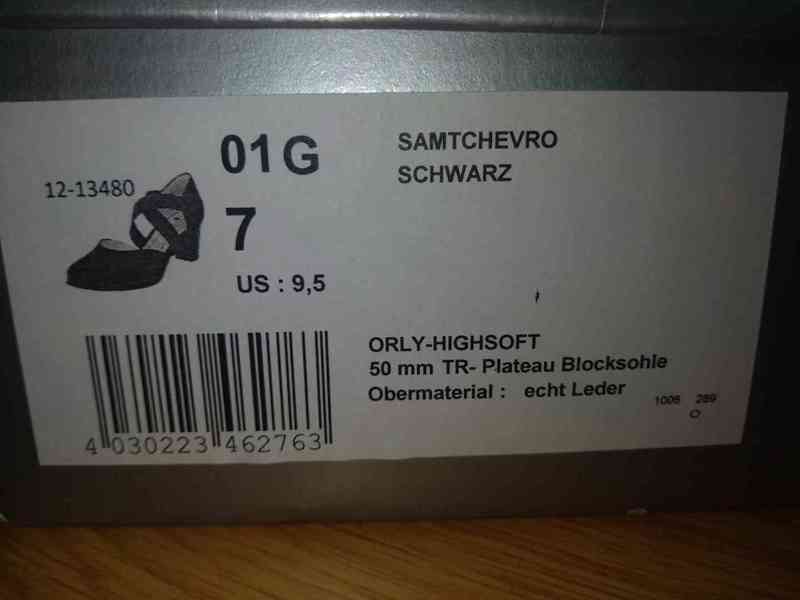 12-13480
01 G
7
US : 9,5
SAMTCHEVRO
SCHWARZ
ORLY-HIGHSOFT
50 mm TR- Plateau Blocksohle
Obermaterial : echt Leder
1006 289
4 030223 462763